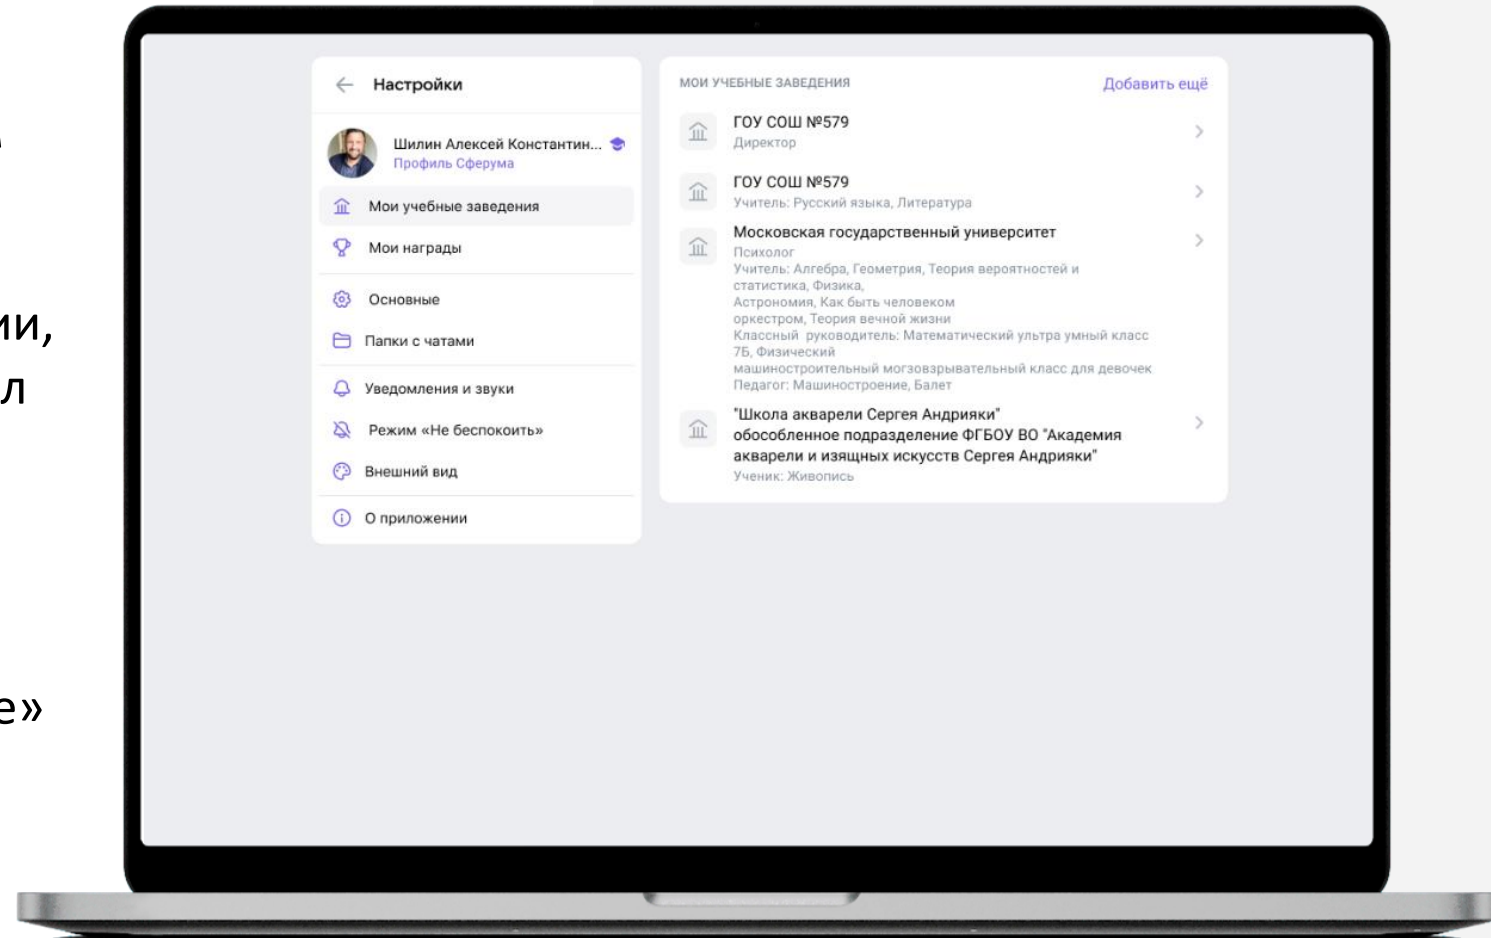 ии,
л
е»
Настройки
Шилин Алексей Константин...
Профиль Сферума
Мои учебные заведения
Мои награды
Основные
Папки с чатами
Уведомления и звуки
Режим «Не беспокоить»
Внешний вид
О приложении
МОИ УЧЕБНЫЕ ЗАВЕДЕНИЯ
Добавить ещё
ГОУ СОШ №579
Директор
ГОУ СОШ №579
Учитель: Русский языка, Литература
Московская государственный университет
Психолог
Учитель: Алгебра, Геометрия, Теория вероятностей и
статистика, Физика,
Астрономия, Как быть человеком
оркестром, Теория вечной жизни
Классный руководитель: Математический ультра умный класс
7Б, Физический
машиностроительный могзовзрывательный класс для девочек
Педагог: Машиностроение, Балет
"Школа акварели Сергея Андрияки"
обособленное подразделение ФГБОУ ВО "Академия
акварели и изящных искусств Сергея Андрияки"
Ученик: Живопись